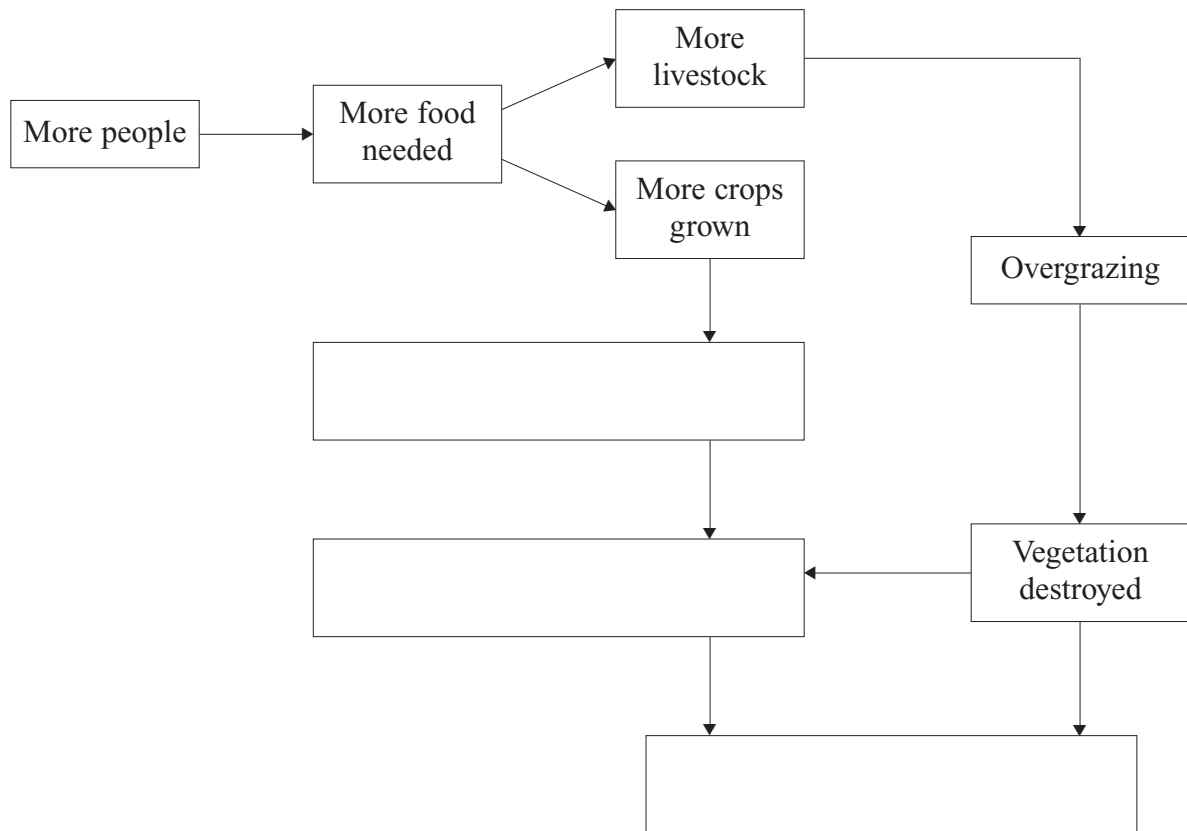 More
livestock
More people
More food
needed
More crops
grown
Overgrazing
Vegetation
destroyed